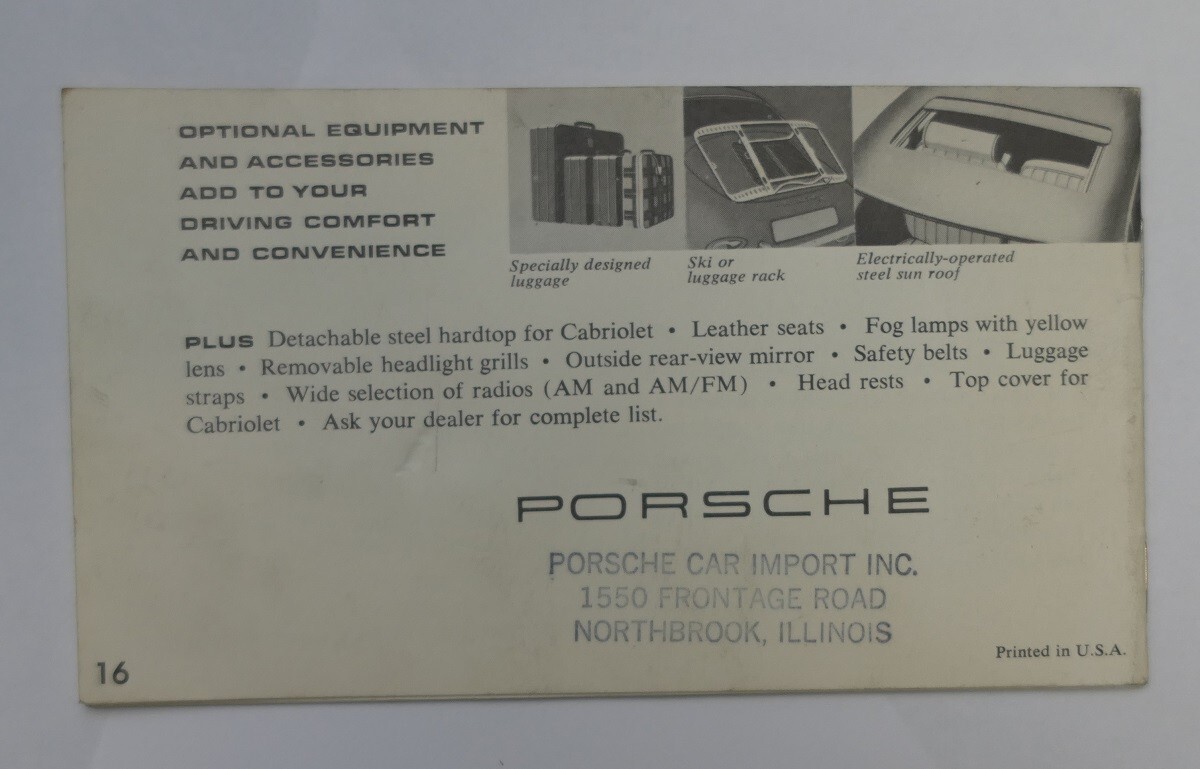 OPTIONAL EQUIPMENT
AND ACCESSORIES
ADD TO YOUR
DRIVING COMFORT
AND CONVENIENCE
Specially designed
luggage
Ski or
luggage rack
Electrically-operated
steel sun roof
PLUS Detachable steel hardtop for Cabriolet • Leather seats • Fog lamps with yellow
lens • Removable headlight grills • Outside rear-view mirror • Safety belts • Luggage
straps • Wide selection of radios (AM and AM/FM) • Head rests • Top cover for
Cabriolet • Ask your dealer for complete list.
PORSCHE
PORSCHE CAR IMPORT INC.
1550 FRONTAGE ROAD
NORTHBROOK, ILLINOIS
Printed in U.S.A.
16